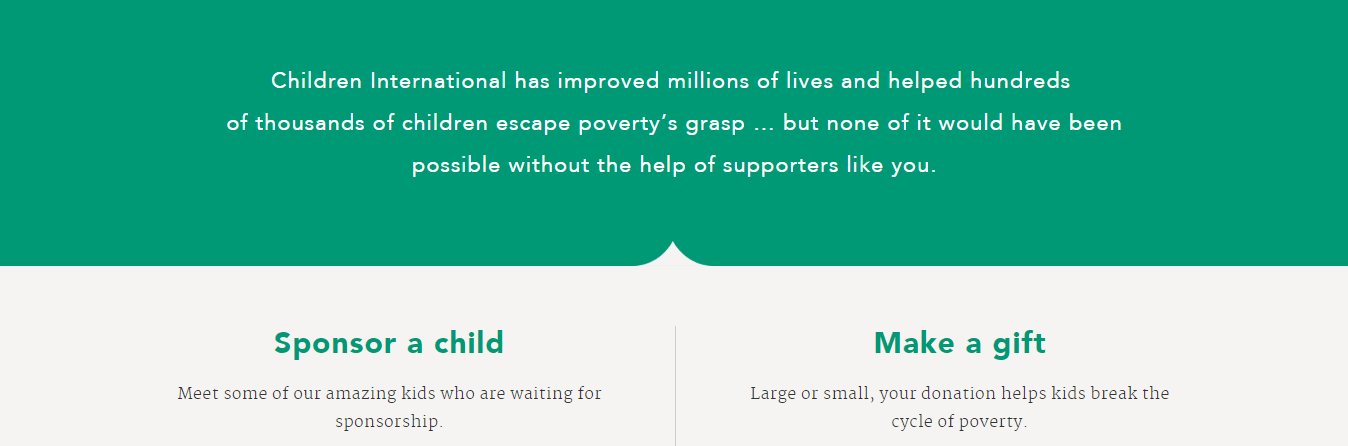 Children International has improved millions of lives and helped hundreds
of thousands of children escape poverty’s grasp … but none of it would have been
possible without the help of supporters like you.
Sponsor a child
Meet some of our amazing kids who are waiting for
sponsorship.
Make a gift
Large or small, your donation helps kids break the
cycle of poverty.